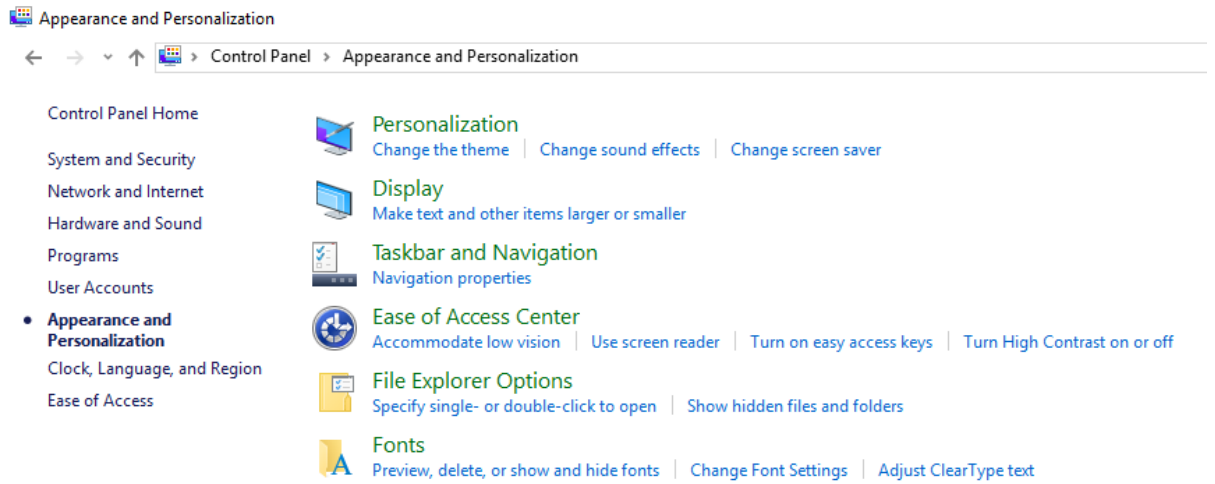 Appearance and Personalization
Control Panel > Appearance and Personalization
Control Panel Home
System and Security
Network and Internet
Hardware and Sound
Programs
User Accounts
Appearance and
Personalization
Clock, Language, and Region
Ease of Access
Personalization
Change the theme | Change sound effects | Change screen saver
Display
Make text and other items larger or smaller
Taskbar and Navigation
Navigation properties
Ease of Access Center
Accommodate low vision | Use screen reader | Turn on easy access keys | Turn High Contrast on or off
File Explorer Options
Specify single- or double-click to open | Show hidden files and folders
Fonts
Preview, delete, or show and hide fonts | Change Font Settings | Adjust ClearType text